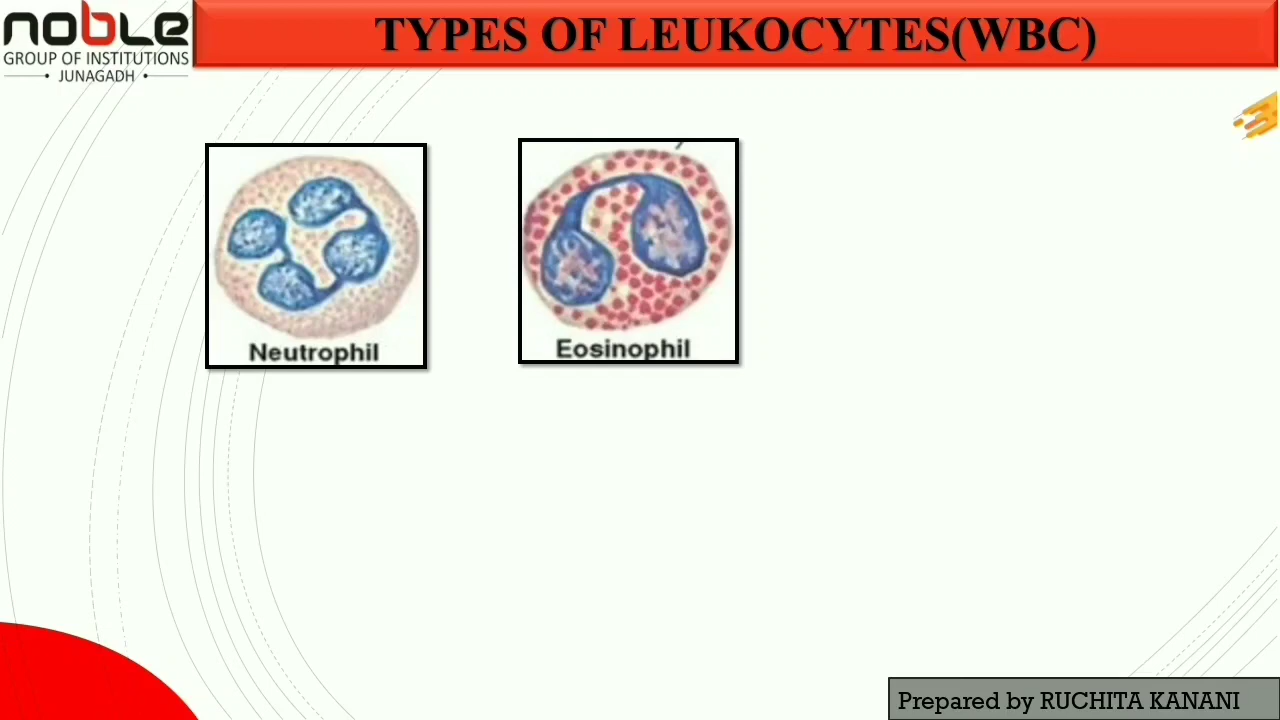 noble
GROUP OF INSTITUTIONS
JUNAGADH
TYPES OF LEUKOCYTES(WBC)
Neutrophil
Eosinophil
Prepared by RUCHITA KANANI